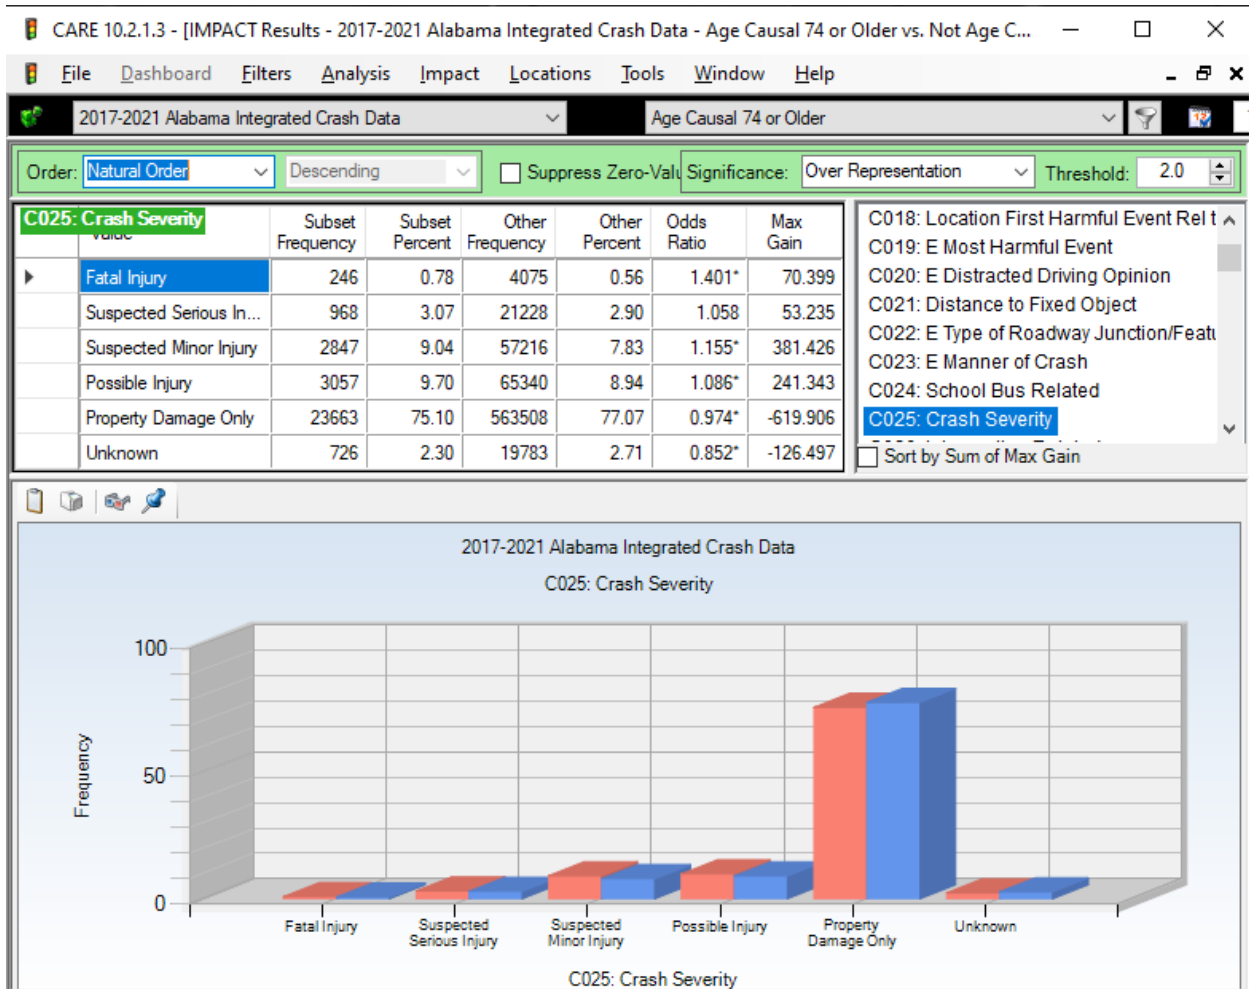 CARE 10.2.1.3 - [IMPACT Results - 2017-2021 Alabama Integrated Crash Data - Age Causal 74 or Older vs. Not Age C...
File Dashboard Filters Analysis Impact Locations Tools Window Help
2017-2021 Alabama Integrated Crash Data Age Causal 74 or Older
Order: Natural Order Descending Suppress Zero-Valu Significance: Over Representation Threshold: 2.0
C025: Crash Severity
Subset Frequency Subset Percent Other Frequency Other Percent Odds Ratio Max Gain
Fatal Injury 246 0.78 4075 0.56 1.401* 70.399
Suspected Serious In... 968 3.07 21228 2.90 1.058 53.235
Suspected Minor Injury 2847 9.04 57216 7.83 1.155* 381.426
Possible Injury 3057 9.70 65340 8.94 1.086* 241.343
Property Damage Only 23663 75.10 563508 77.07 0.974* -619.906
Unknown 726 2.30 19783 2.71 0.852* -126.497
C018: Location First Harmful Event Rel t
C019: E Most Harmful Event
C020: E Distracted Driving Opinion
C021: Distance to Fixed Object
C022: E Type of Roadway Junction/Featu
C023: E Manner of Crash
C024: School Bus Related
C025: Crash Severity
Sort by Sum of Max Gain
2017-2021 Alabama Integrated Crash Data
C025: Crash Severity
100
50
0
Frequency
Fatal Injury
Suspected
Serious Injury
Suspected
Minor Injury
Possible Injury
Property
Damage Only
Unknown
C025: Crash Severity